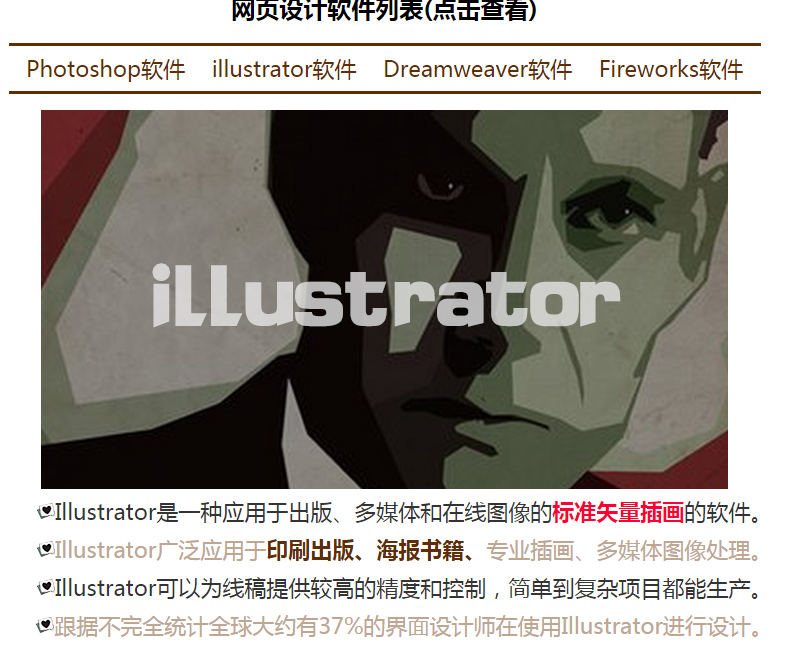 网页设计软件列表(点击查看)
Photoshop软件 illustrator软件 Dreamweaver软件 Fireworks软件
illustrator
Illustrator是一种应用于出版、多媒体和在线图像的标准矢量插画的软件。
Illustrator广泛应用于印刷出版、海报书籍、专业插画、多媒体图像处理。
Illustrator可以为线稿提供较高的精度和控制，简单到复杂项目都能生产。
跟据不完全统计全球大约有37%的界面设计师在使用Illustrator进行设计。